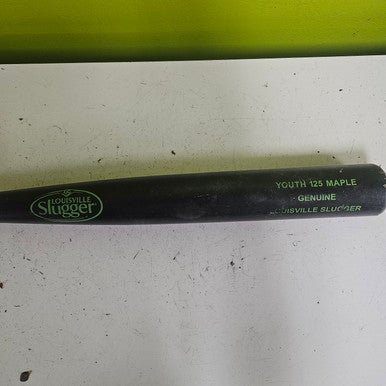 LOUISVILLE
Slugger
YOUTH 125 MAPLE
GENUINE
LOUISVILLE SLUGGER